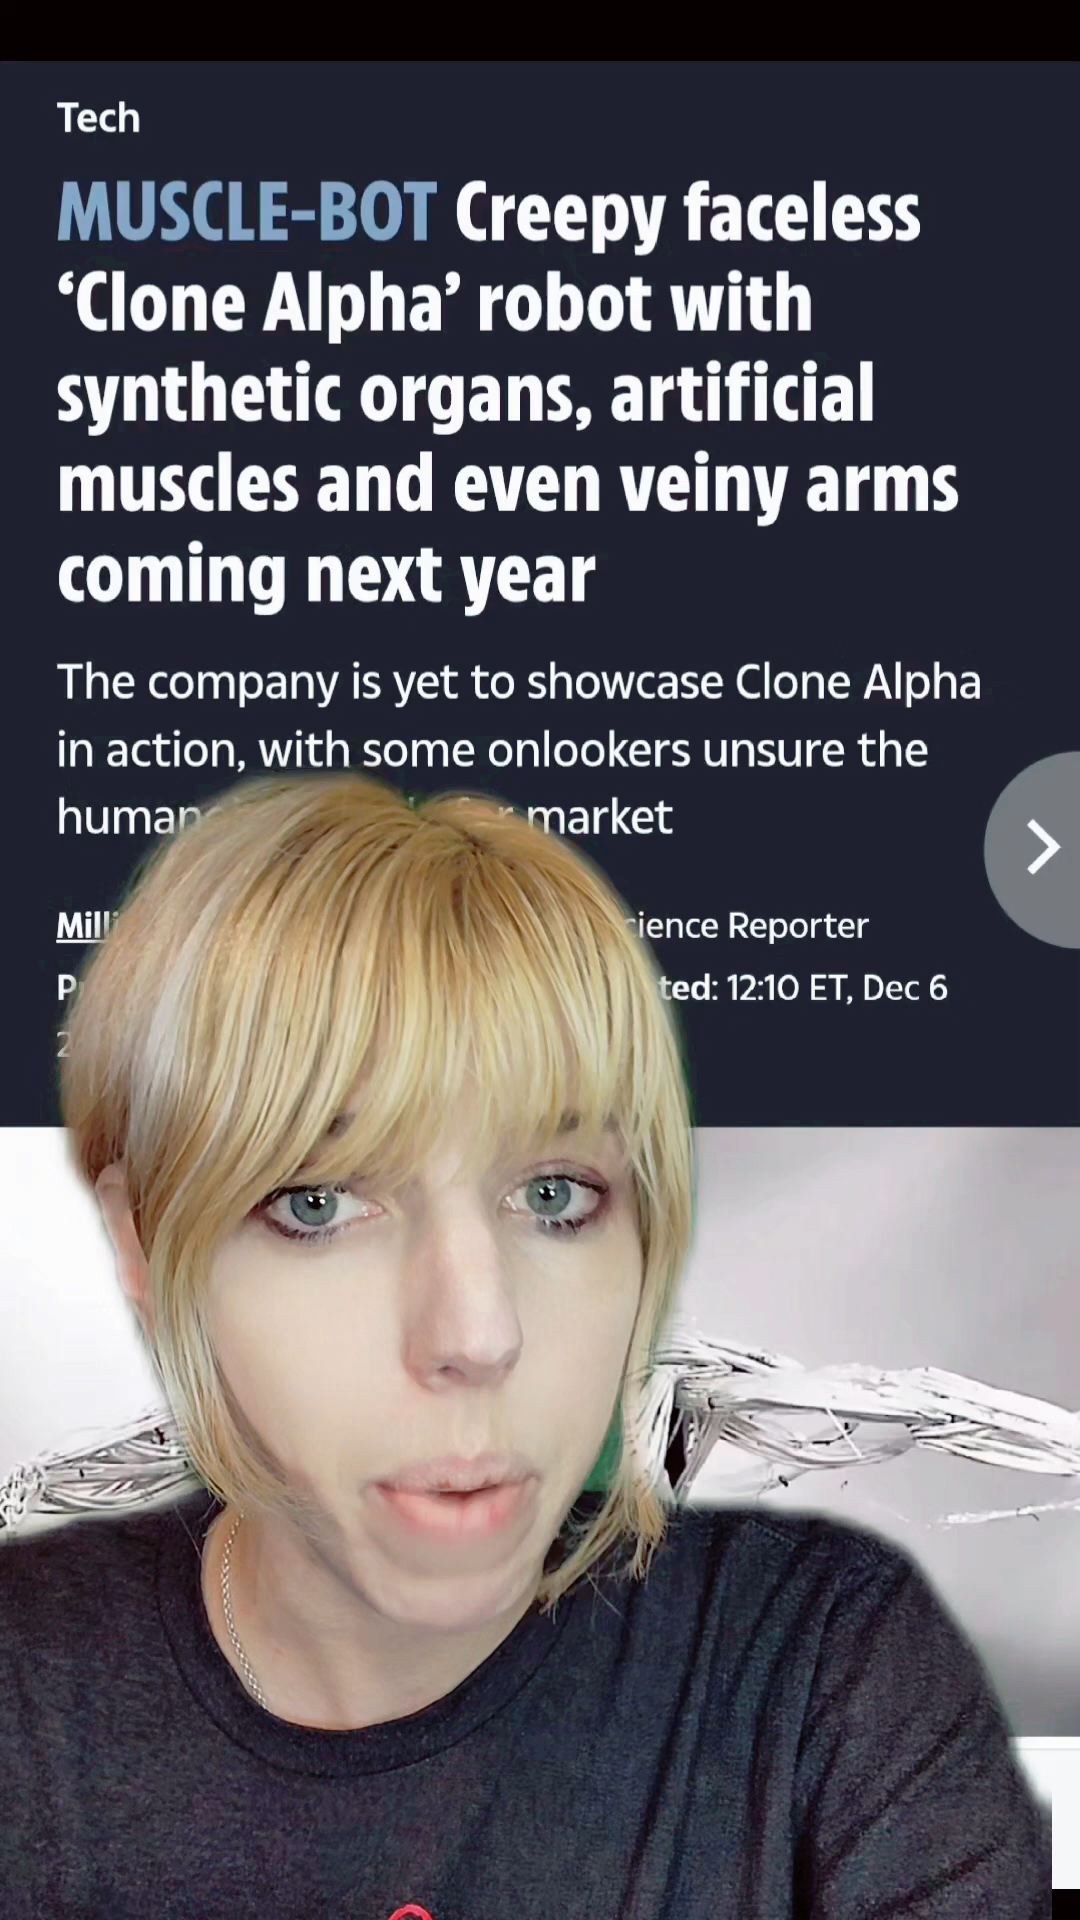 Tech
MUSCLE-BOT Creepy faceless
‘Clone Alpha’ robot with
synthetic organs, artificial
muscles and even veiny arms
coming next year
The company is yet to showcase Clone Alpha
in action, with some onlookers unsure the
market
Reporter
12:10 ET, Dec 6